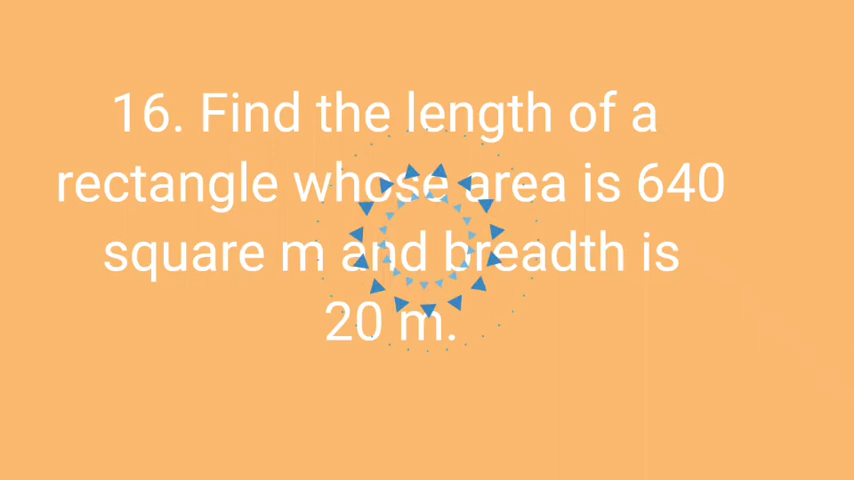 16. Find the length of a
rectangle whose area is 640
square m and breadth is
20 m.